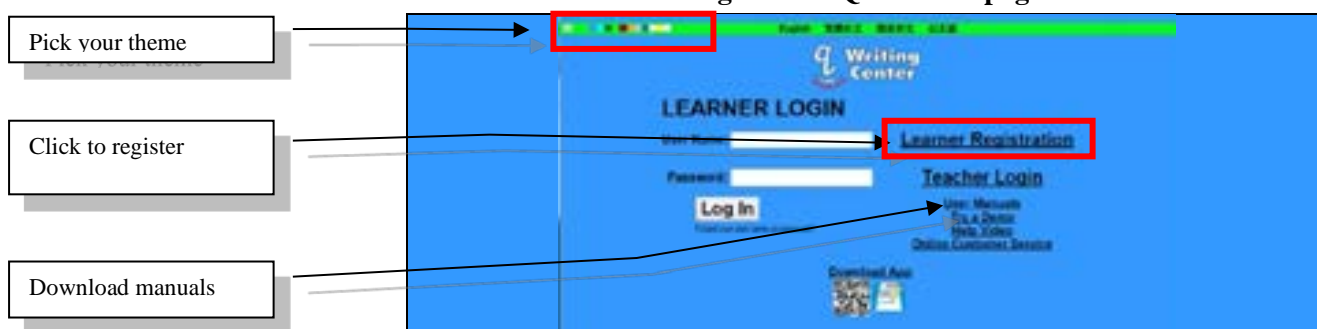 Pick your theme
Writing
Center
LEARNER LOGIN
Click to register
User Name:
Learner Registration
Password:
Teacher Login
Log In
User Manuals
Try a Demo
Help Video
Online Customer Service
Download manuals
Download App